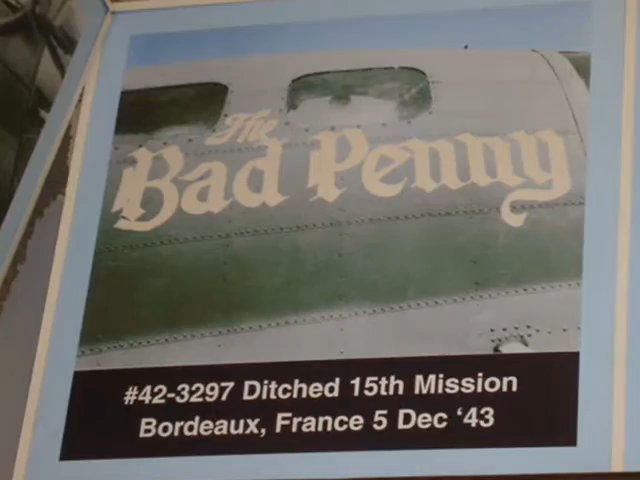 The
Bad Penny
#42-3297 Ditched 15th Mission
Bordeaux, France 5 Dec ‘43